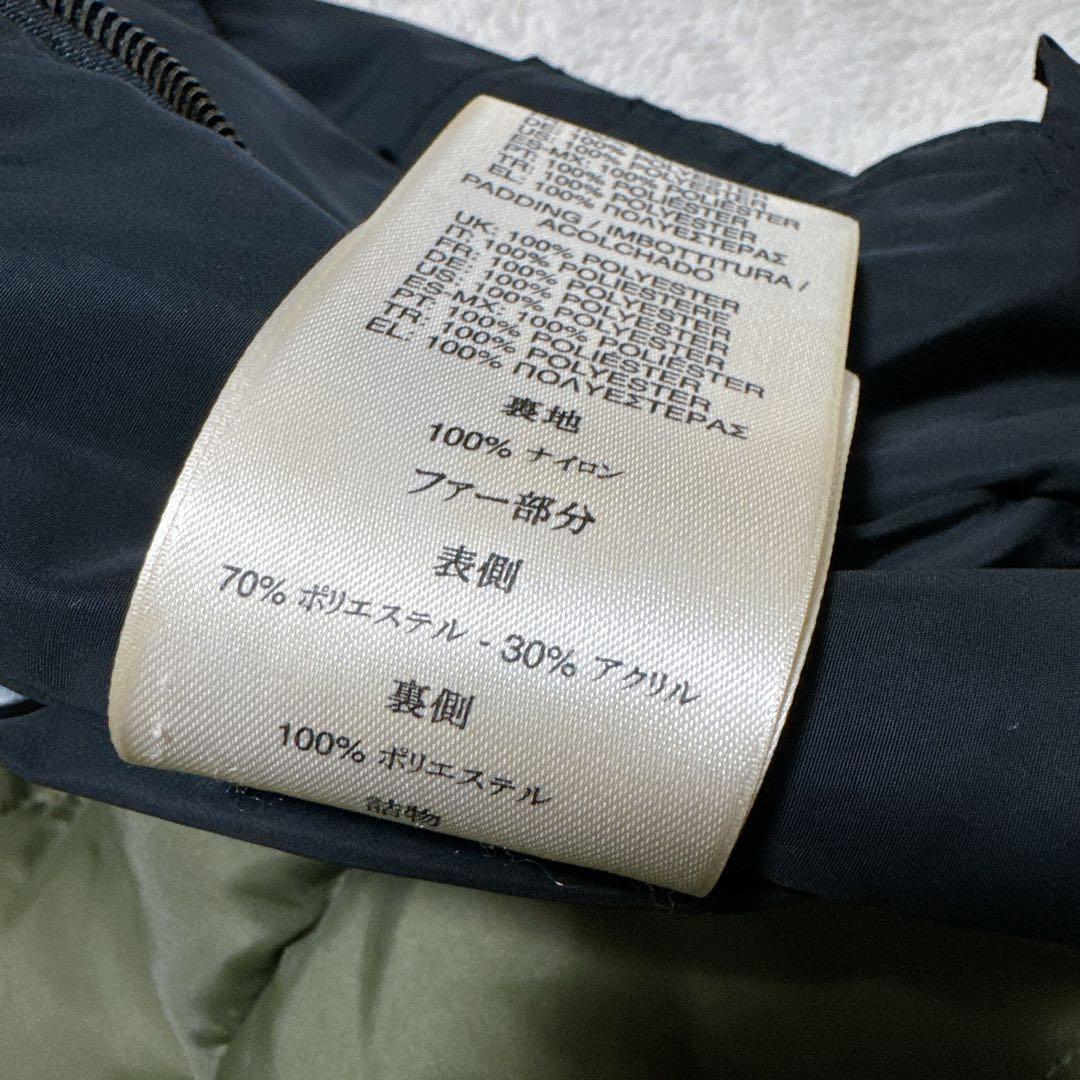 DE: 100% POLYESTER
US: 100% POLYESTER
ES-MX: 100% POLIÉSTER
TR: 100% POLYESTER
EL: 100% ΠΟΛΥΕΣΤΕΡΑΣ
PADDING / IMBOTTITURA /
ACOLCHADO
UK: 100% POLYESTER
IT: 100% POLIESTERE
FR: 100% POLYESTER
DE: 100% POLYESTER
US: 100% POLYESTER
ES-MX: 100% POLIÉSTER
PT: 100% POLIÉSTER
TR: 100% POLYESTER
EL: 100% ΠΟΛΥΕΣΤΕΡΑΣ
裏地
100% ナイロン
ファー部分
表側
70% ポリエステル - 30% アクリル
裏側
100% ポリエステル
詰物